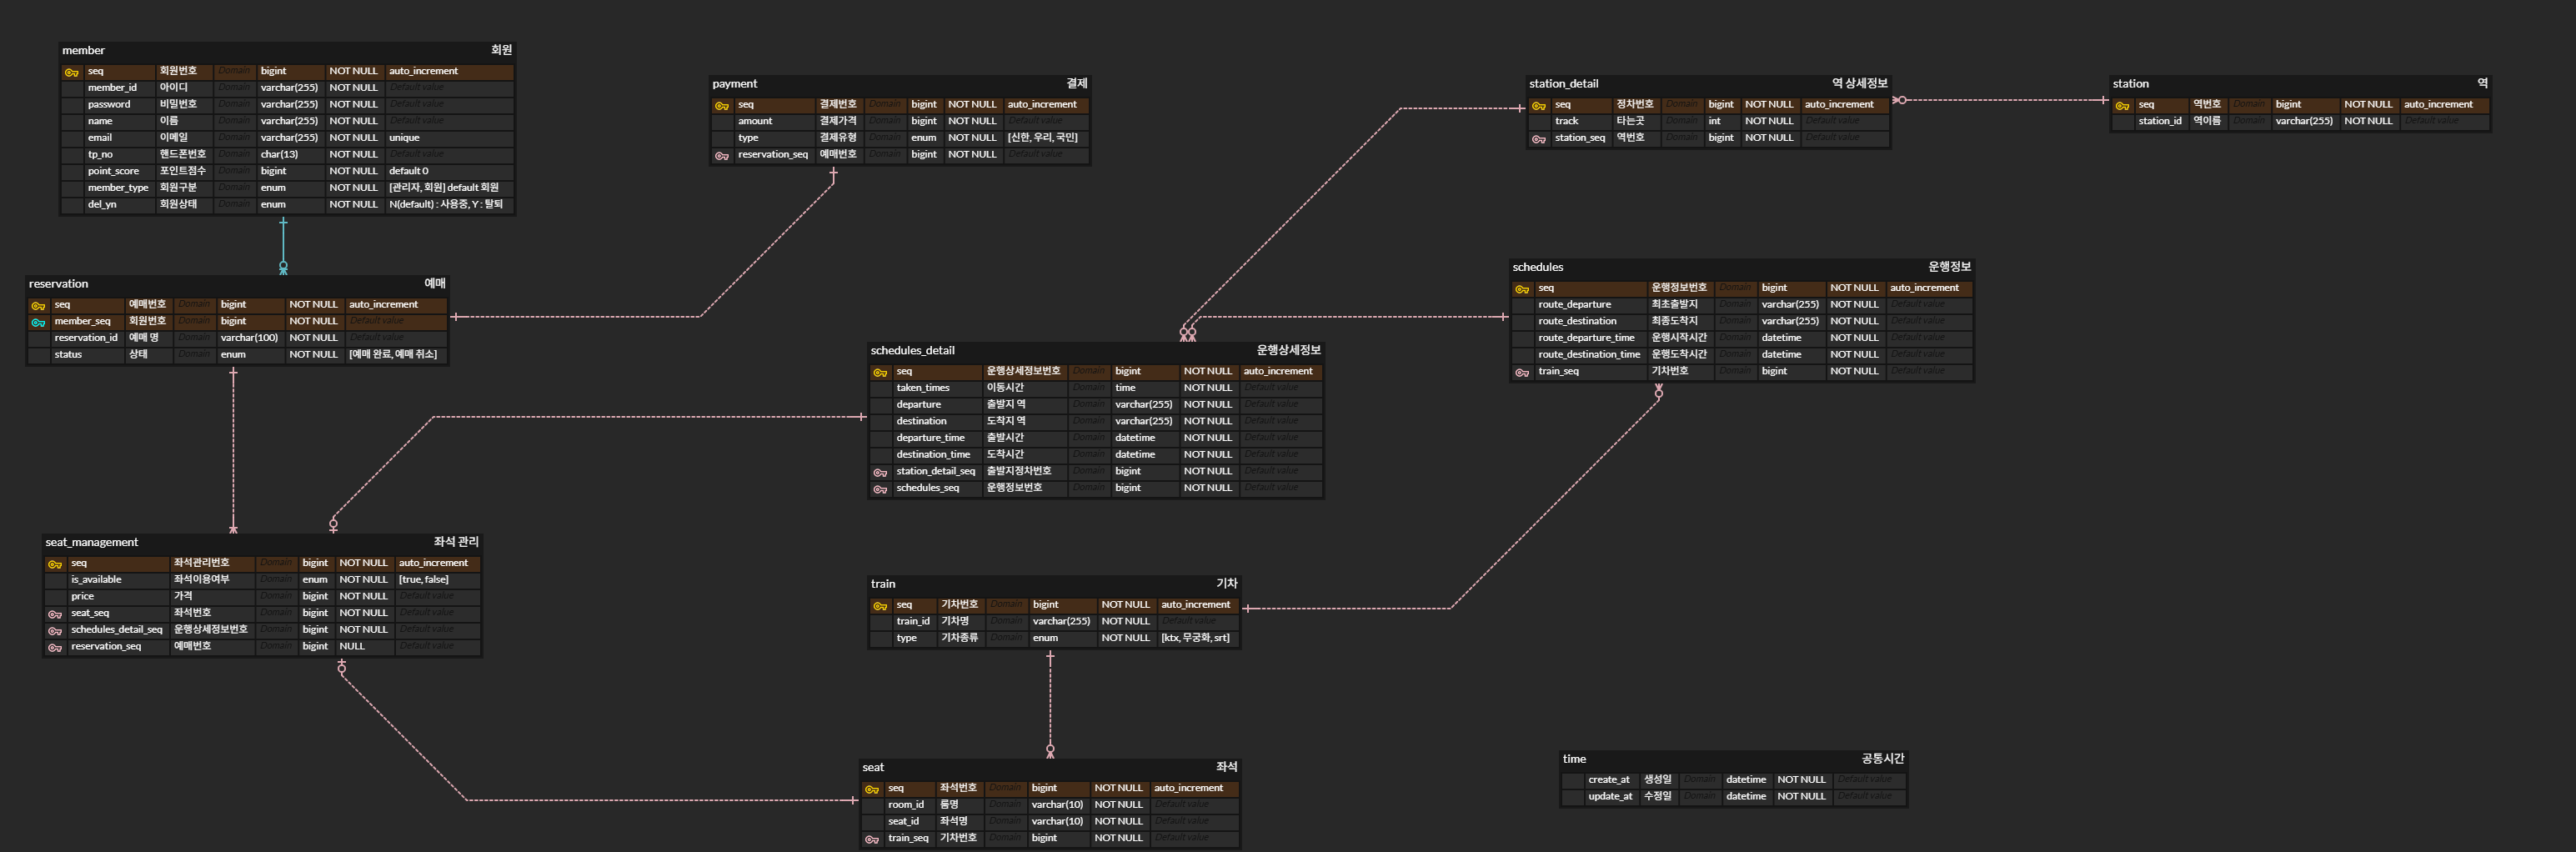 member 회원
seq 회원번호 Domain bigint NOT NULL auto_increment
member_id 아이디 Domain varchar(255) NOT NULL Default value
password 비밀번호 Domain varchar(255) NOT NULL Default value
name 이름 Domain varchar(255) NOT NULL Default value
email 이메일 Domain varchar(255) NOT NULL unique
tp_no 핸드폰번호 Domain char(13) NOT NULL Default value
point_score 포인트점수 Domain bigint NOT NULL default 0
member_type 회원구분 Domain enum NOT NULL [관리자, 회원] default 회원
del_yn 회원상태 Domain enum NOT NULL N(default) : 사용중, Y : 탈퇴
payment 결제
seq 결제번호 Domain bigint NOT NULL auto_increment
amount 결제가격 Domain bigint NOT NULL Default value
type 결제유형 Domain enum NOT NULL [신한, 우리, 국민]
reservation_seq 예매번호 Domain bigint NOT NULL Default value
station_detail 역 상세정보
seq 정차번호 Domain bigint NOT NULL auto_increment
track 타는곳 Domain int NOT NULL Default value
station_seq 역번호 Domain bigint NOT NULL Default value
station 역
seq 역번호 Domain bigint NOT NULL auto_increment
station_id 역이름 Domain varchar(255) NOT NULL Default value
reservation 예매
seq 예매번호 Domain bigint NOT NULL auto_increment
member_seq 회원번호 Domain bigint NOT NULL Default value
reservation_id 예매 명 Domain varchar(100) NOT NULL Default value
status 상태 Domain enum NOT NULL [예매 완료, 예매 취소]
schedules 운행정보
seq 운행정보번호 Domain bigint NOT NULL auto_increment
route_departure 최초출발지 Domain varchar(255) NOT NULL Default value
route_destination 최종도착지 Domain varchar(255) NOT NULL Default value
route_departure_time 운행시작시간 Domain datetime NOT NULL Default value
route_destination_time 운행도착시간 Domain datetime NOT NULL Default value
train_seq 기차번호 Domain bigint NOT NULL Default value
schedules_detail 운행상세정보
seq 운행상세정보번호 Domain bigint NOT NULL auto_increment
taken_times 이동시간 Domain time NOT NULL Default value
departure 출발지 역 Domain varchar(255) NOT NULL Default value
destination 도착지 역 Domain varchar(255) NOT NULL Default value
departure_time 출발시간 Domain datetime NOT NULL Default value
destination_time 도착시간 Domain datetime NOT NULL Default value
station_detail_seq 출발지정차번호 Domain bigint NOT NULL Default value
schedules_seq 운행정보번호 Domain bigint NOT NULL Default value
seat_management 좌석 관리
seq 좌석관리번호 Domain bigint NOT NULL auto_increment
is_available 좌석이용여부 Domain enum NOT NULL [true, false]
price 가격 Domain bigint NOT NULL Default value
seat_seq 좌석번호 Domain bigint NOT NULL Default value
schedules_detail_seq 운행상세정보번호 Domain bigint NOT NULL Default value
reservation_seq 예매번호 Domain bigint NULL Default value
train 기차
seq 기차번호 Domain bigint NOT NULL auto_increment
train_id 기차명 Domain varchar(255) NOT NULL Default value
type 기차종류 Domain enum NOT NULL [ktx, 무궁화, srt]
seat 좌석
seq 좌석번호 Domain bigint NOT NULL auto_increment
room_id 룸명 Domain varchar(10) NOT NULL Default value
seat_id 좌석명 Domain varchar(10) NOT NULL Default value
train_seq 기차번호 Domain bigint NOT NULL Default value
time 공통시간
create_at 생성일 Domain datetime NOT NULL Default value
update_at 수정일 Domain datetime NOT NULL Default value